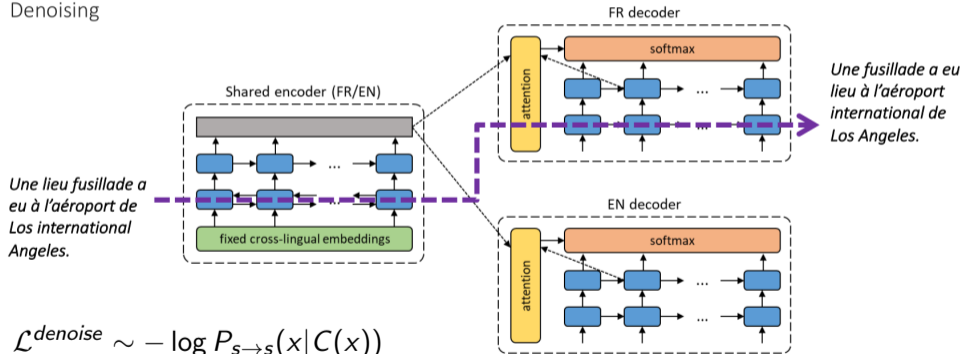 Denoising
FR decoder
softmax
attention
...
...
Une fusillade a eu
lieu à l'aéroport
international de
Los Angeles.
Shared encoder (FR/EN)
...
...
fixed cross-lingual embeddings
Une lieu fusillade a
eu à l'aéroport de
Los international
Angeles.
EN decoder
softmax
attention
...
...
ℒ^denoise ∼ − log P_{s→s}(x|C(x))